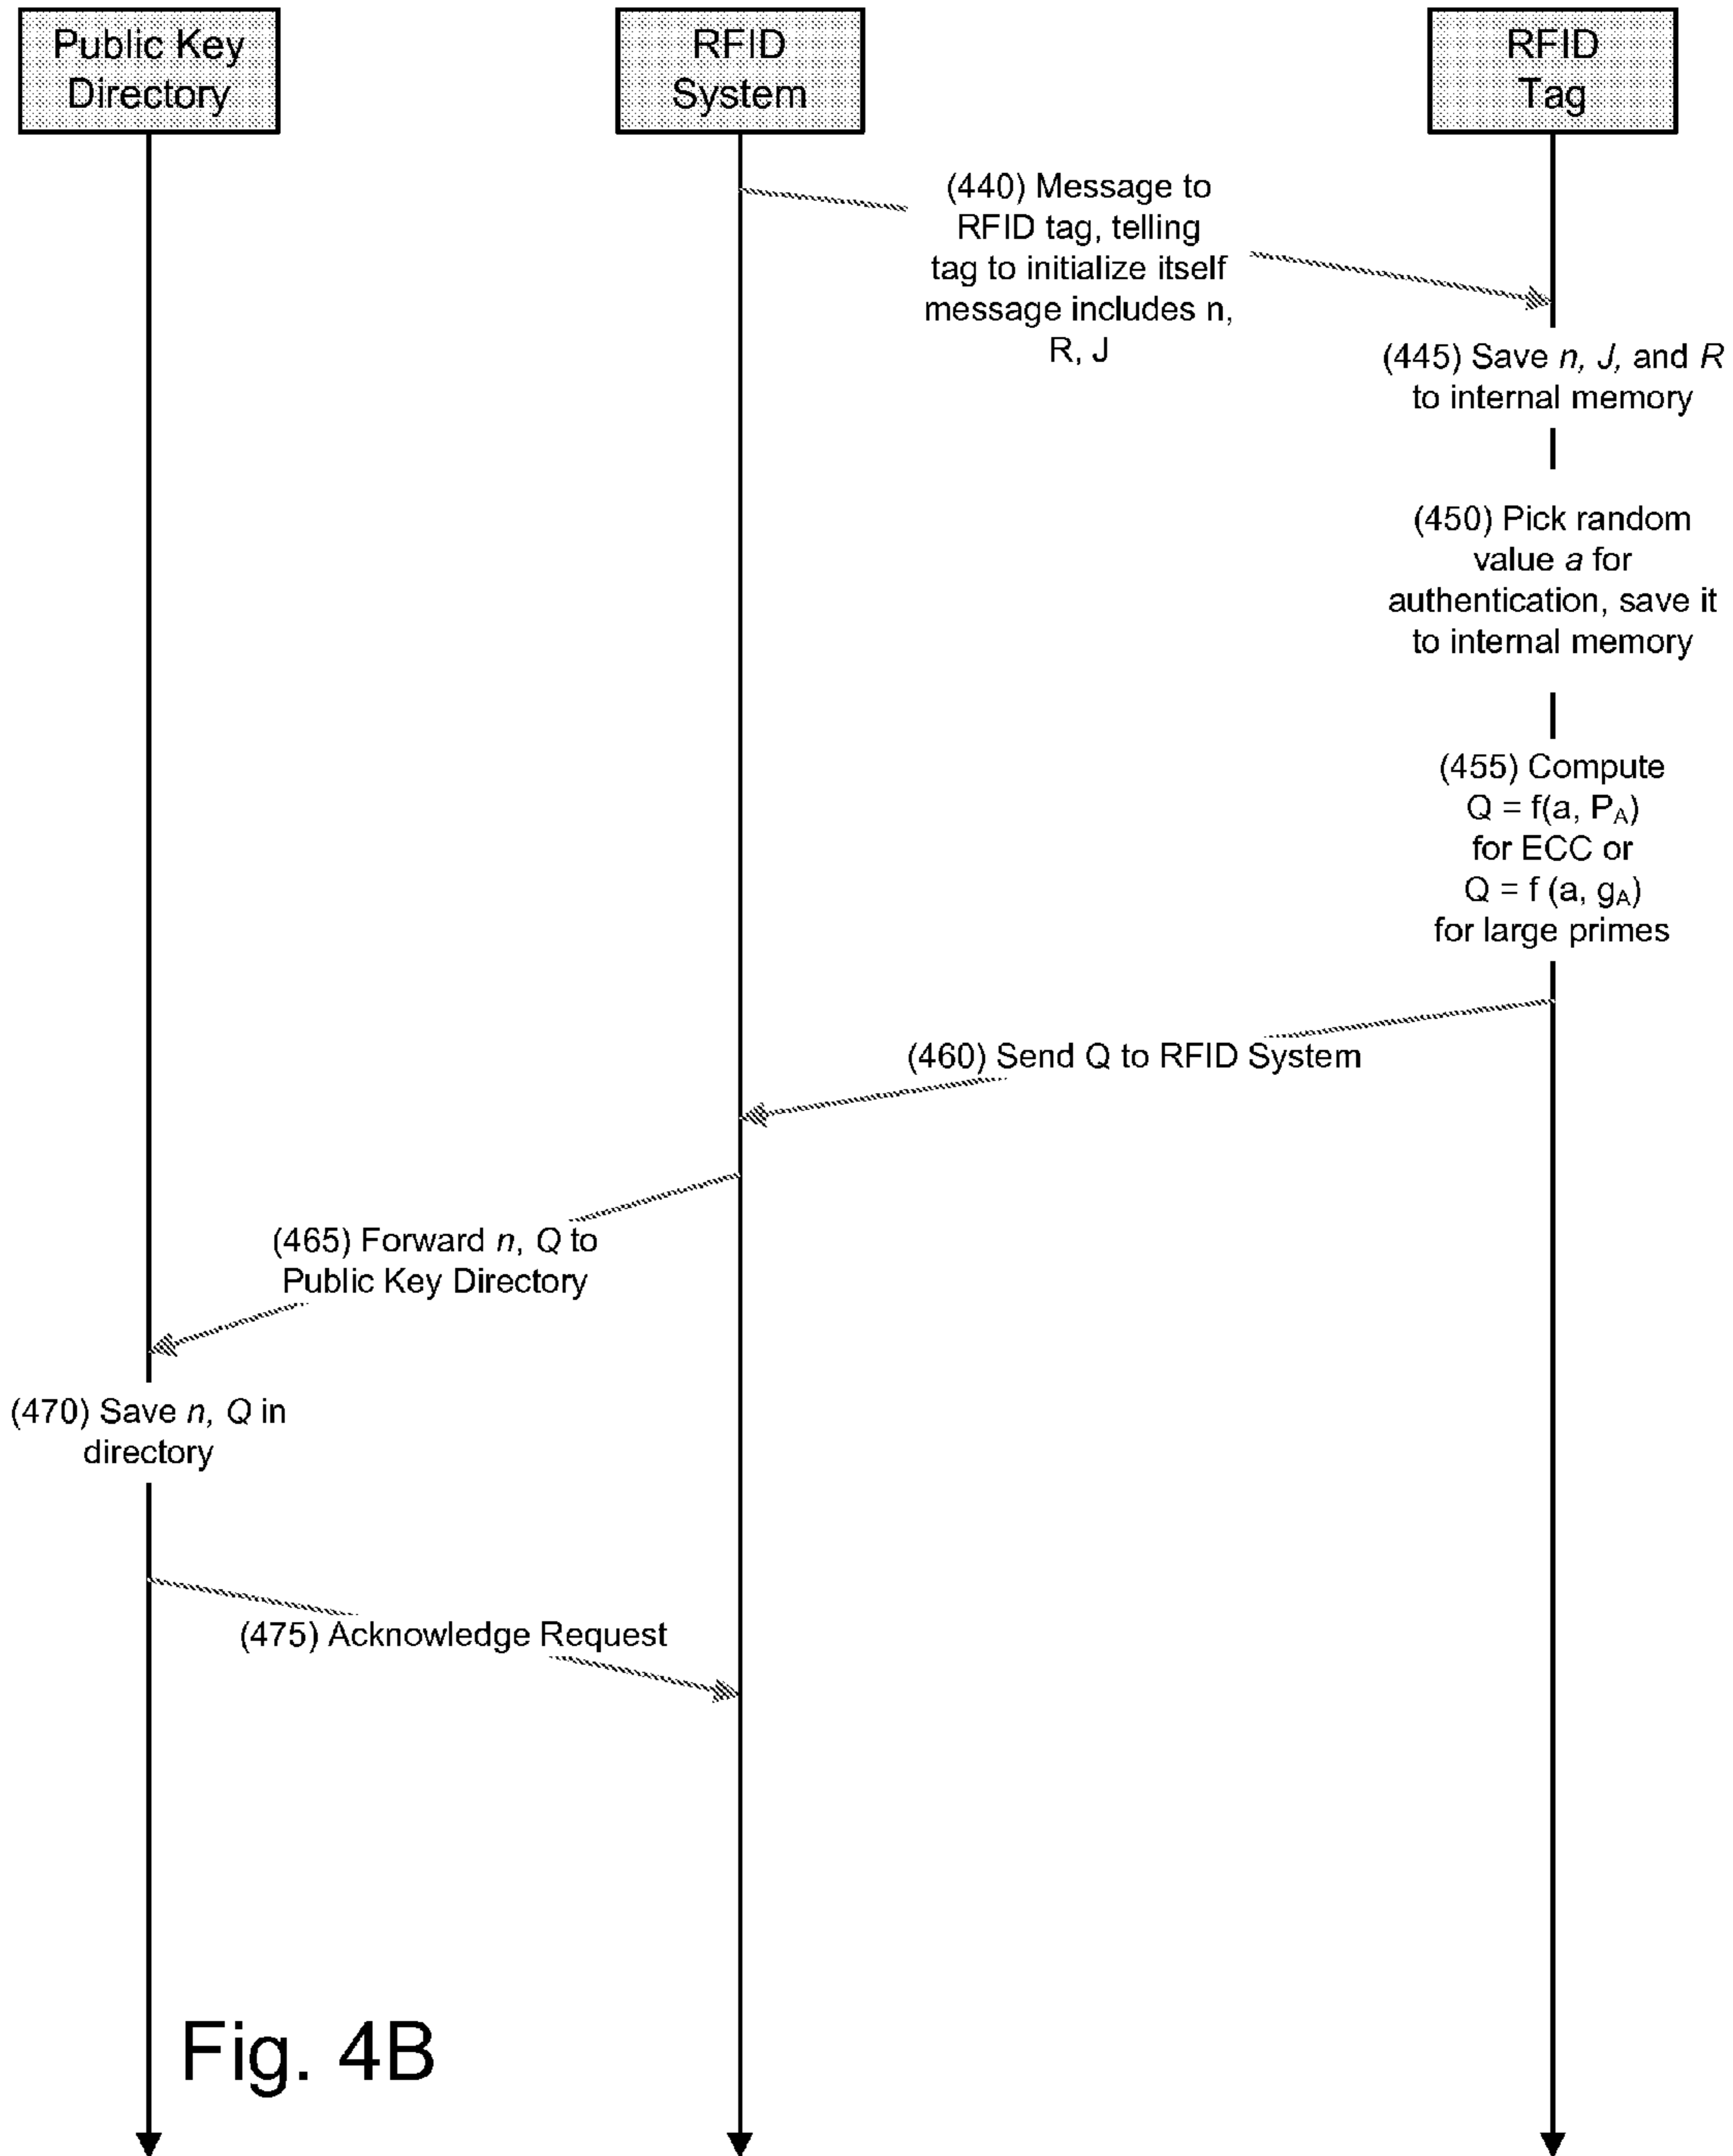 Public Key
Directory
RFID
System
RFID
Tag
(440) Message to
RFID tag, telling
tag to initialize itself
message includes n,
R, J
(445) Save n, J, and R
to internal memory
(450) Pick random
value a for
authentication, save it
to internal memory
(455) Compute
Q = f(a, P_A)
for ECC or
Q = f (a, g_A)
for large primes
(460) Send Q to RFID System
(465) Forward n, Q to
Public Key Directory
(470) Save n, Q in
directory
(475) Acknowledge Request
Fig. 4B